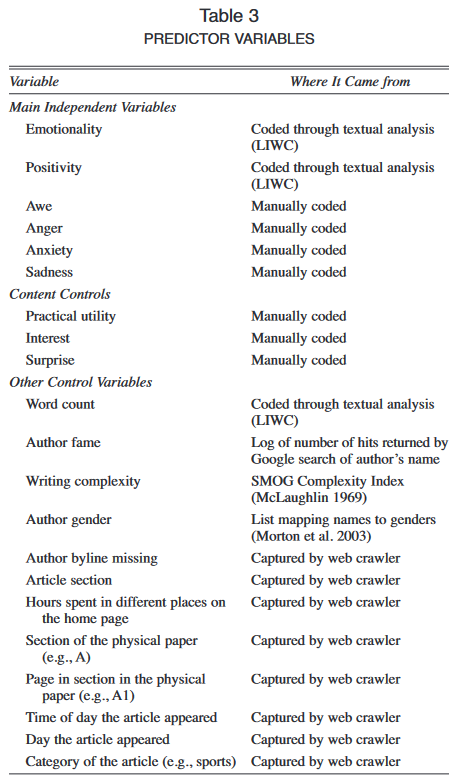 Table 3
PREDICTOR VARIABLES
Variable Where It Came from
Main Independent Variables
Emotionality Coded through textual analysis
(LIWC)
Positivity Coded through textual analysis
(LIWC)
Awe Manually coded
Anger Manually coded
Anxiety Manually coded
Sadness Manually coded
Content Controls
Practical utility Manually coded
Interest Manually coded
Surprise Manually coded
Other Control Variables
Word count Coded through textual analysis
(LIWC)
Author fame Log of number of hits returned by
Google search of author’s name
Writing complexity SMOG Complexity Index
(McLaughlin 1969)
Author gender List mapping names to genders
(Morton et al. 2003)
Author byline missing Captured by web crawler
Article section Captured by web crawler
Hours spent in different places on Captured by web crawler
the home page
Section of the physical paper Captured by web crawler
(e.g., A)
Page in section in the physical Captured by web crawler
paper (e.g., A1)
Time of day the article appeared Captured by web crawler
Day the article appeared Captured by web crawler
Category of the article (e.g., sports) Captured by web crawler